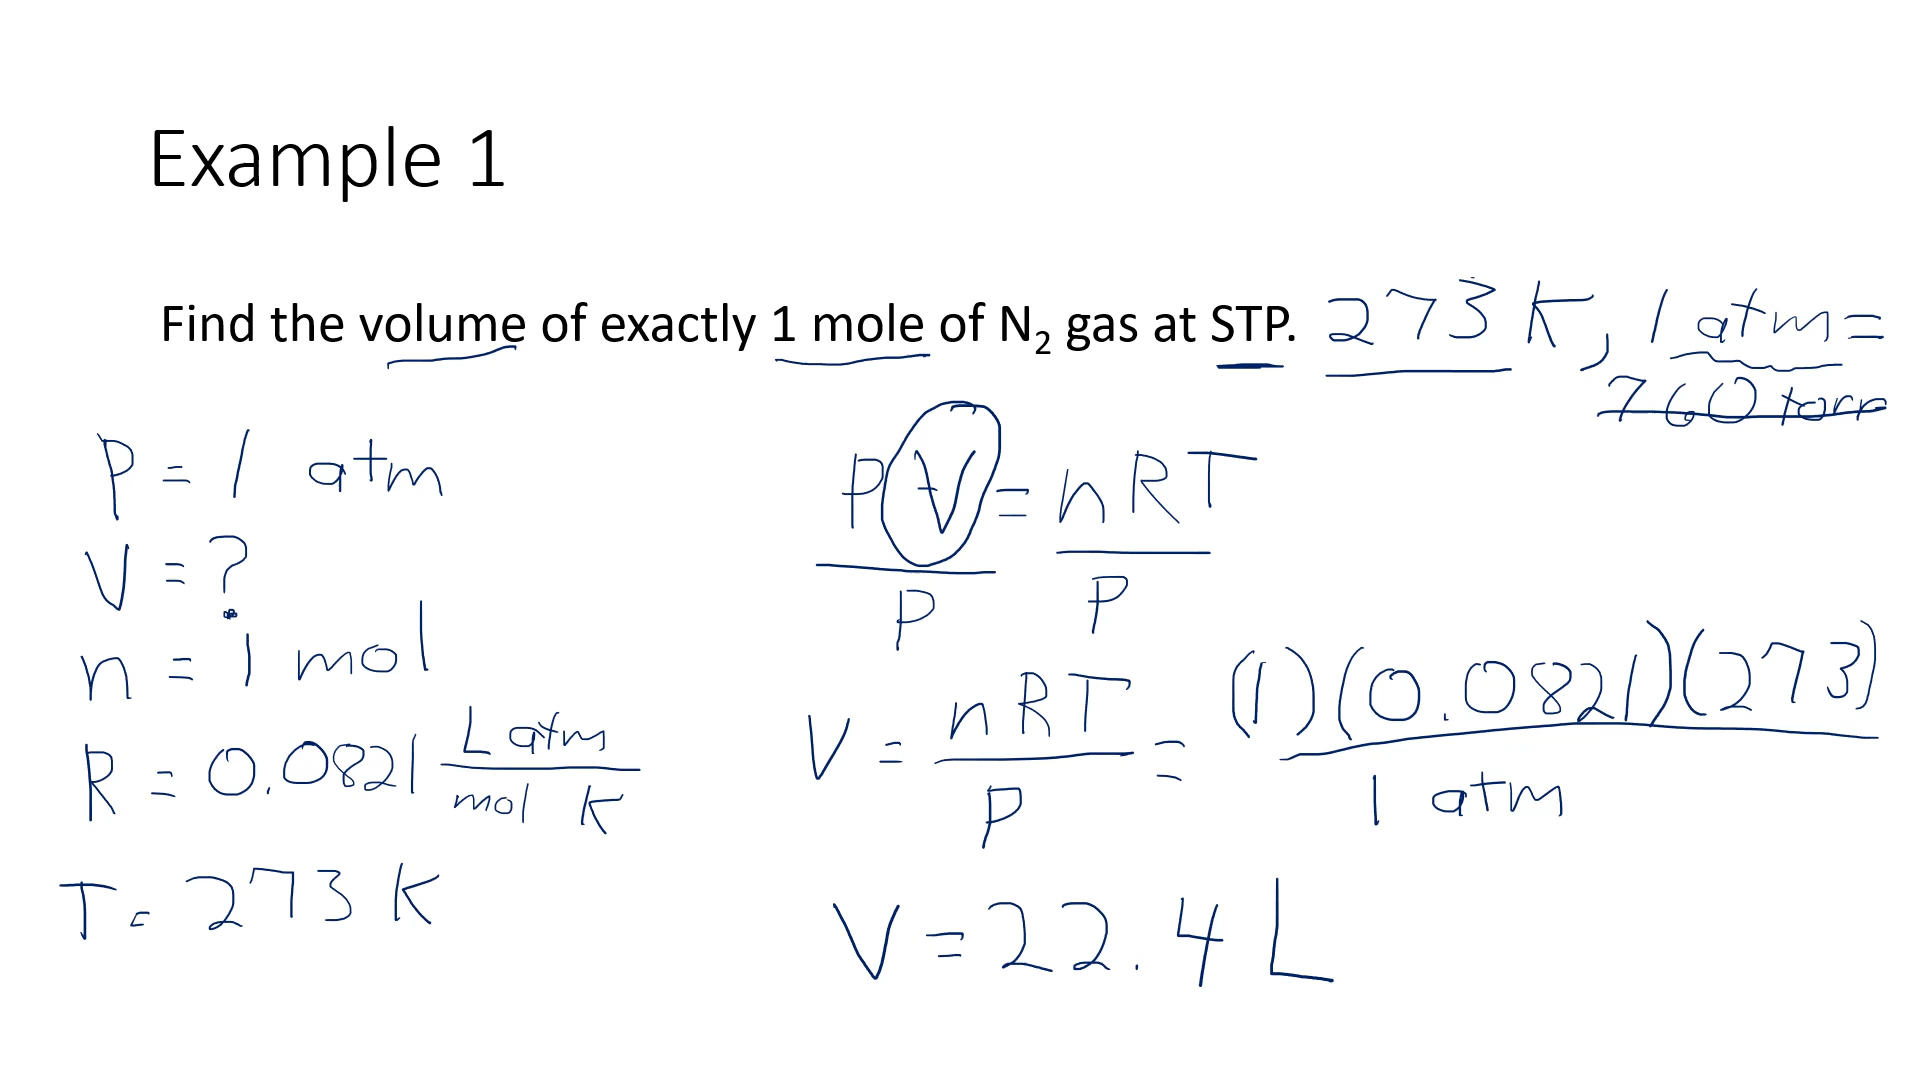 Example 1
Find the volume of exactly 1 mole of N₂ gas at STP. 273 K, 1 atm =
760 torr
P = 1 atm
V = ?
n = 1 mol
R = 0.0821 L atm / mol K
T = 273 K
PV / P = nRT / P
V = nRT / P = (1)(0.0821)(273) / 1 atm
V = 22.4 L